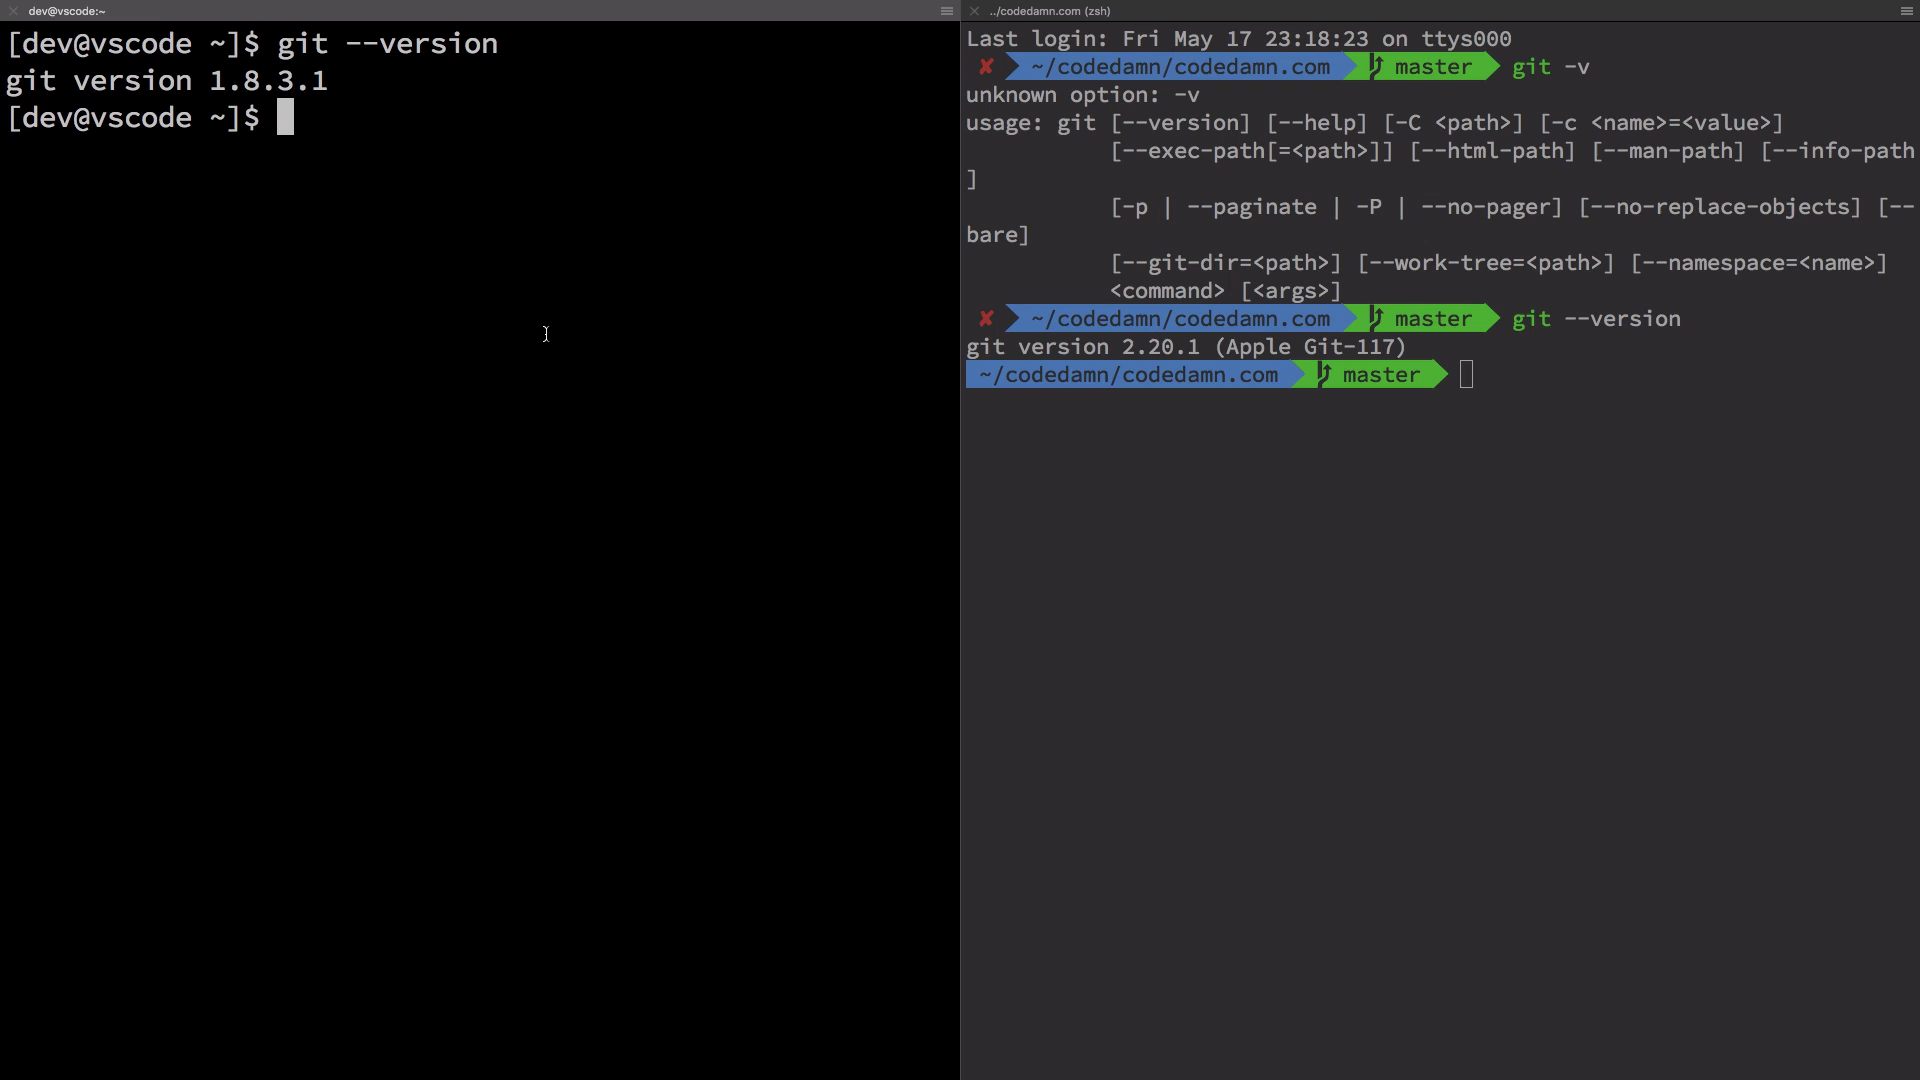 dev@vscode:~
[dev@vscode ~]$ git --version
git version 1.8.3.1
[dev@vscode ~]$
../codedamn.com (zsh)
Last login: Fri May 17 23:18:23 on ttys000
✘ ~/codedamn/codedamn.com master git -v
unknown option: -v
usage: git [--version] [--help] [-C <path>] [-c <name>=<value>]
[--exec-path[=<path>]] [--html-path] [--man-path] [--info-path
]
[-p | --paginate | -P | --no-pager] [--no-replace-objects] [--
bare]
[--git-dir=<path>] [--work-tree=<path>] [--namespace=<name>]
<command> [<args>]
✘ ~/codedamn/codedamn.com master git --version
git version 2.20.1 (Apple Git-117)
~/codedamn/codedamn.com master